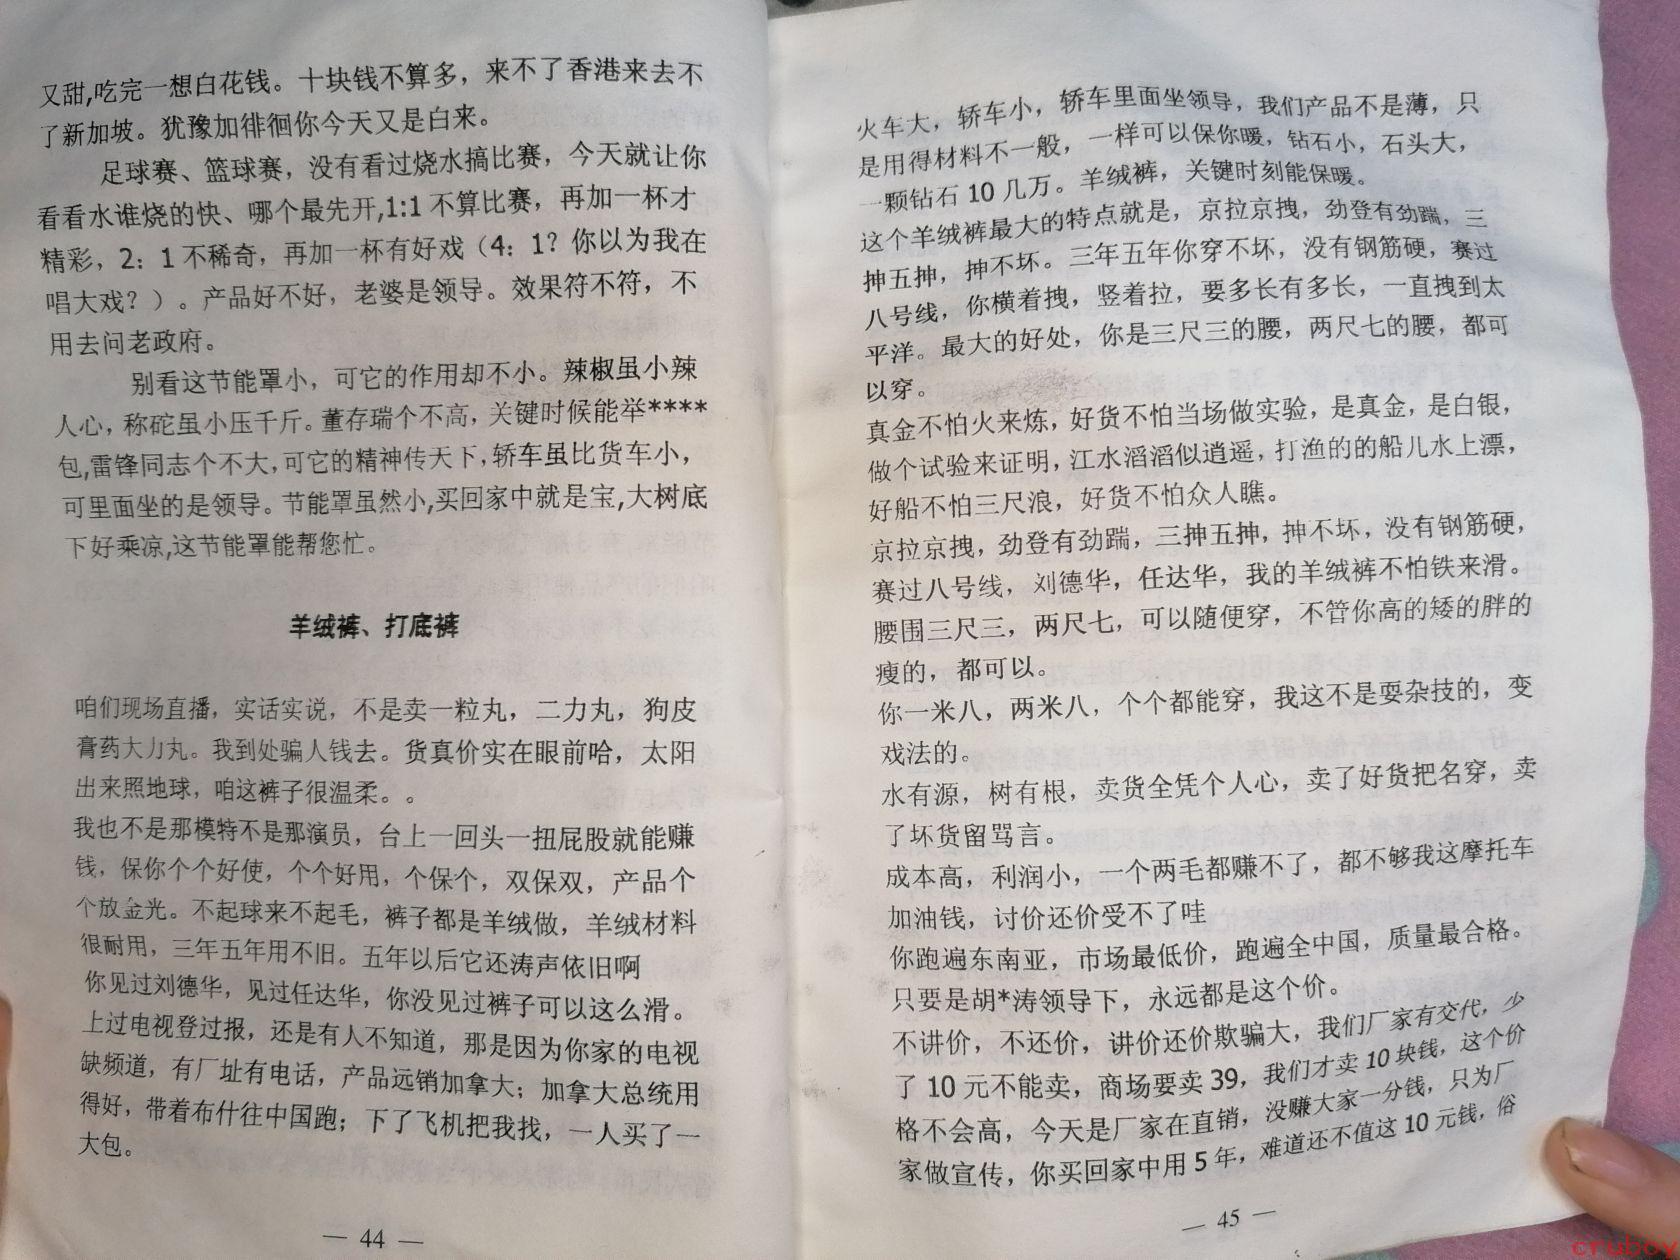 又甜,吃完一想白花钱。十块钱不算多，来不了香港来去不
了新加坡。犹豫加徘徊你今天又是白来。
足球赛、篮球赛，没有看过烧水搞比赛，今天就让你
看看水谁烧的快、哪个最先开,1:1不算比赛，再加一杯才
精彩，2：1不稀奇，再加一杯有好戏（4：1？你以为我在
唱大戏？）。产品好不好，老婆是领导。效果符不符，不
用去问老政府。
别看这节能罩小，可它的作用却不小。辣椒虽小辣
人心，称砣虽小压千斤。董存瑞个不高，关键时候能举****
包,雷锋同志个不大,可它的精神传天下,轿车虽比货车小，
可里面坐的是领导。节能罩虽然小,买回家中就是宝,大树底
下好乘凉,这节能罩能帮您忙。
羊绒裤、打底裤
咱们现场直播，实话实说，不是卖一粒丸，二力丸，狗皮
膏药大力丸。我到处骗人钱去。货真价实在眼前哈，太阳
出来照地球，咱这裤子很温柔。。
我也不是那模特不是那演员，台上一回头一扭屁股就能赚
钱，保你个个好使，个个好用，个保个，双保双，产品个
个放金光。不起球来不起毛，裤子都是羊绒做，羊绒材料
很耐用，三年五年用不旧。五年以后它还涛声依旧啊
你见过刘德华，见过任达华，你没见过裤子可以这么滑。
上过电视登过报，还是有人不知道，那是因为你家的电视
缺频道，有厂址有电话，产品远销加拿大；加拿大总统用
得好，带着布什往中国跑；下了飞机把我找，一人买了一
大包。
— 44 —
火车大，轿车小，轿车里面坐领导，我们产品不是薄，只
是用得材料不一般，一样可以保你暖，钻石小，石头大，
一颗钻石10几万。羊绒裤，关键时刻能保暖。
这个羊绒裤最大的特点就是，京拉京拽，劲登有劲踹，三
抻五抻，抻不坏。三年五年你穿不坏，没有钢筋硬，赛过
八号线，你横着拽，竖着拉，要多长有多长，一直拽到太
平洋。最大的好处，你是三尺三的腰，两尺七的腰，都可
以穿。
真金不怕火来炼，好货不怕当场做实验，是真金，是白银，
做个试验来证明，江水滔滔似逍遥，打渔的的船儿水上漂，
好船不怕三尺浪，好货不怕众人瞧。
京拉京拽，劲登有劲踹，三抻五抻，抻不坏，没有钢筋硬，
赛过八号线，刘德华，任达华，我的羊绒裤不怕铁来滑。
腰围三尺三，两尺七，可以随便穿，不管你高的矮的胖的
瘦的，都可以。
你一米八，两米八，个个都能穿，我这不是耍杂技的，变
戏法的。
水有源，树有根，卖货全凭个人心，卖了好货把名穿，卖
了坏货留骂言。
成本高，利润小，一个两毛都赚不了，都不够我这摩托车
加油钱，讨价还价受不了哇
你跑遍东南亚，市场最低价，跑遍全中国，质量最合格。
只要是胡*涛领导下，永远都是这个价。
不讲价，不还价，讲价还价欺骗大，我们厂家有交代，少
了10元不能卖，商场要卖39，我们才卖10块钱，这个价
格不会高，今天是厂家在直销，没赚大家一分钱，只为厂
家做宣传，你买回家中用5年，难道还不值这10元钱，俗
— 45 —
cruboy